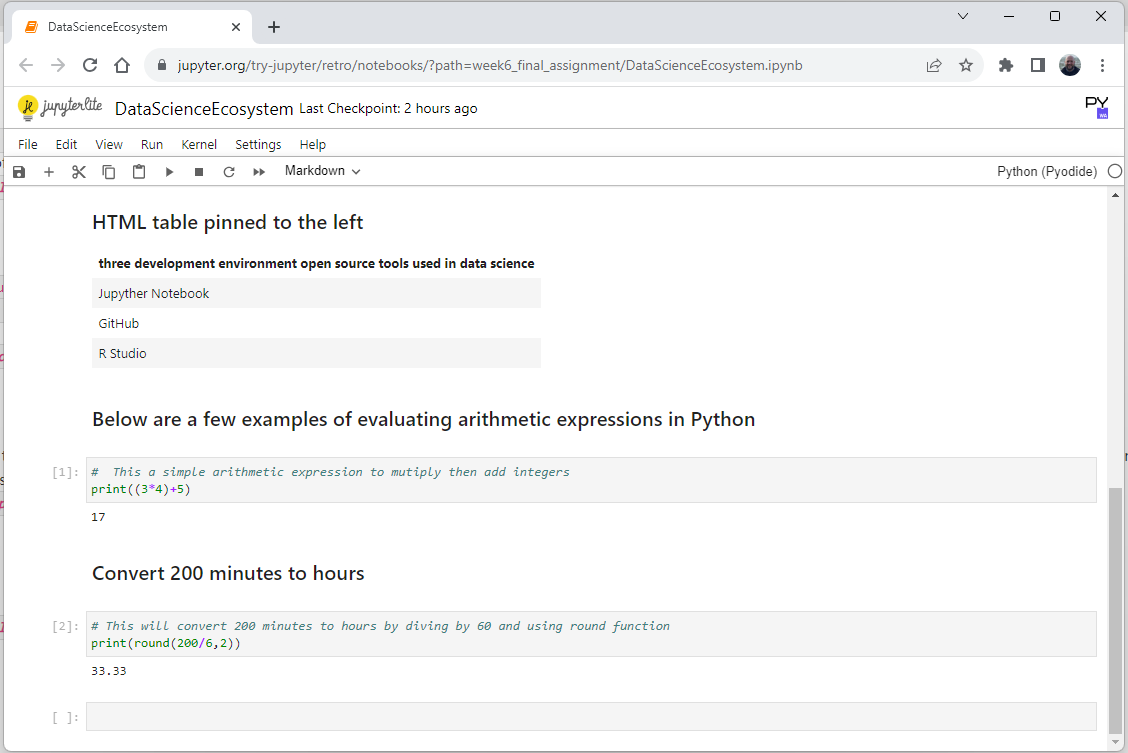 DataScienceEcosystem
jupyter.org/try-jupyter/retro/notebooks/?path=week6_final_assignment/DataScienceEcosystem.ipynb
jupyterlite DataScienceEcosystem Last Checkpoint: 2 hours ago PY
File Edit View Run Kernel Settings Help
Markdown Python (Pyodide)
HTML table pinned to the left
three development environment open source tools used in data science
Jupyther Notebook
GitHub
R Studio
Below are a few examples of evaluating arithmetic expressions in Python
[1]: #  This a simple arithmetic expression to mutiply then add integers
print((3*4)+5)
17
Convert 200 minutes to hours
[2]: # This will convert 200 minutes to hours by diving by 60 and using round function
print(round(200/6,2))
33.33
[ ]: